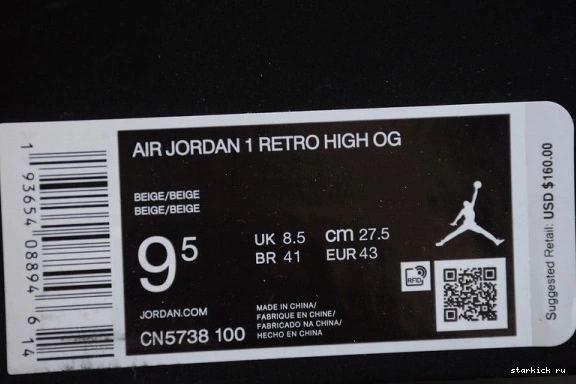 AIR JORDAN 1 RETRO HIGH OG
BEIGE/BEIGE
BEIGE/BEIGE
9 5
UK 8.5 cm 27.5
BR 41 EUR 43
JORDAN.COM
CN5738 100
MADE IN CHINA/
FABRIQUE EN CHINE/
FABRICADO NA CHINA/
HECHO EN CHINA
RFID
1 93654 08894 6 14
Suggested Retail: USD $160.00
starkick ru